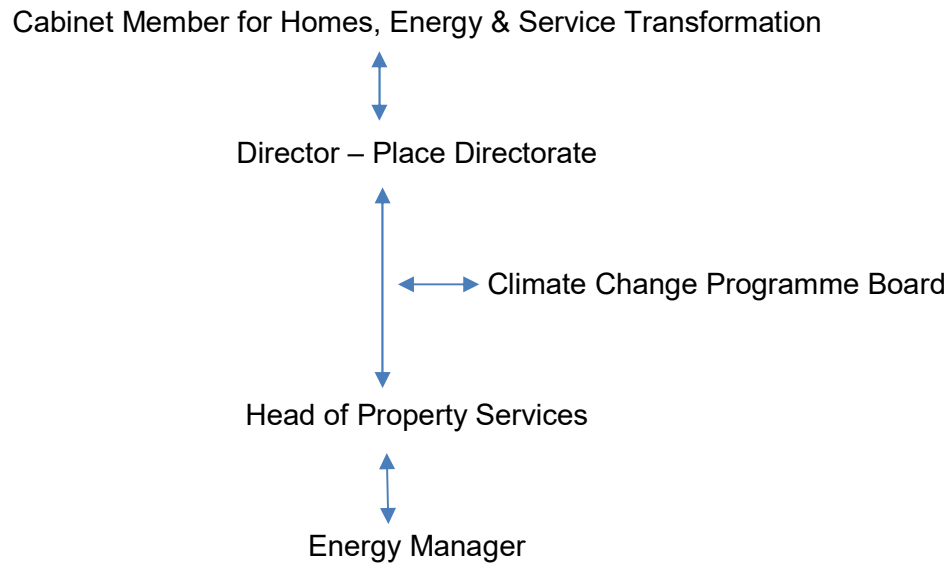 Cabinet Member for Homes, Energy & Service Transformation
Director – Place Directorate
Climate Change Programme Board
Head of Property Services
Energy Manager